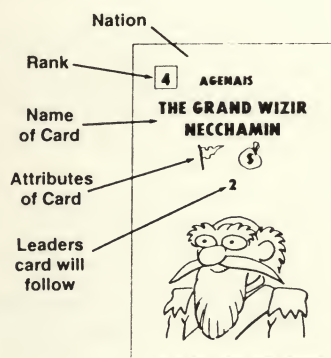 Nation
Rank
4 AGENAIS
Name
of Card
THE GRAND WIZIR
NECCHAMIN
Attributes
of Card
$
2
Leaders
card will
follow